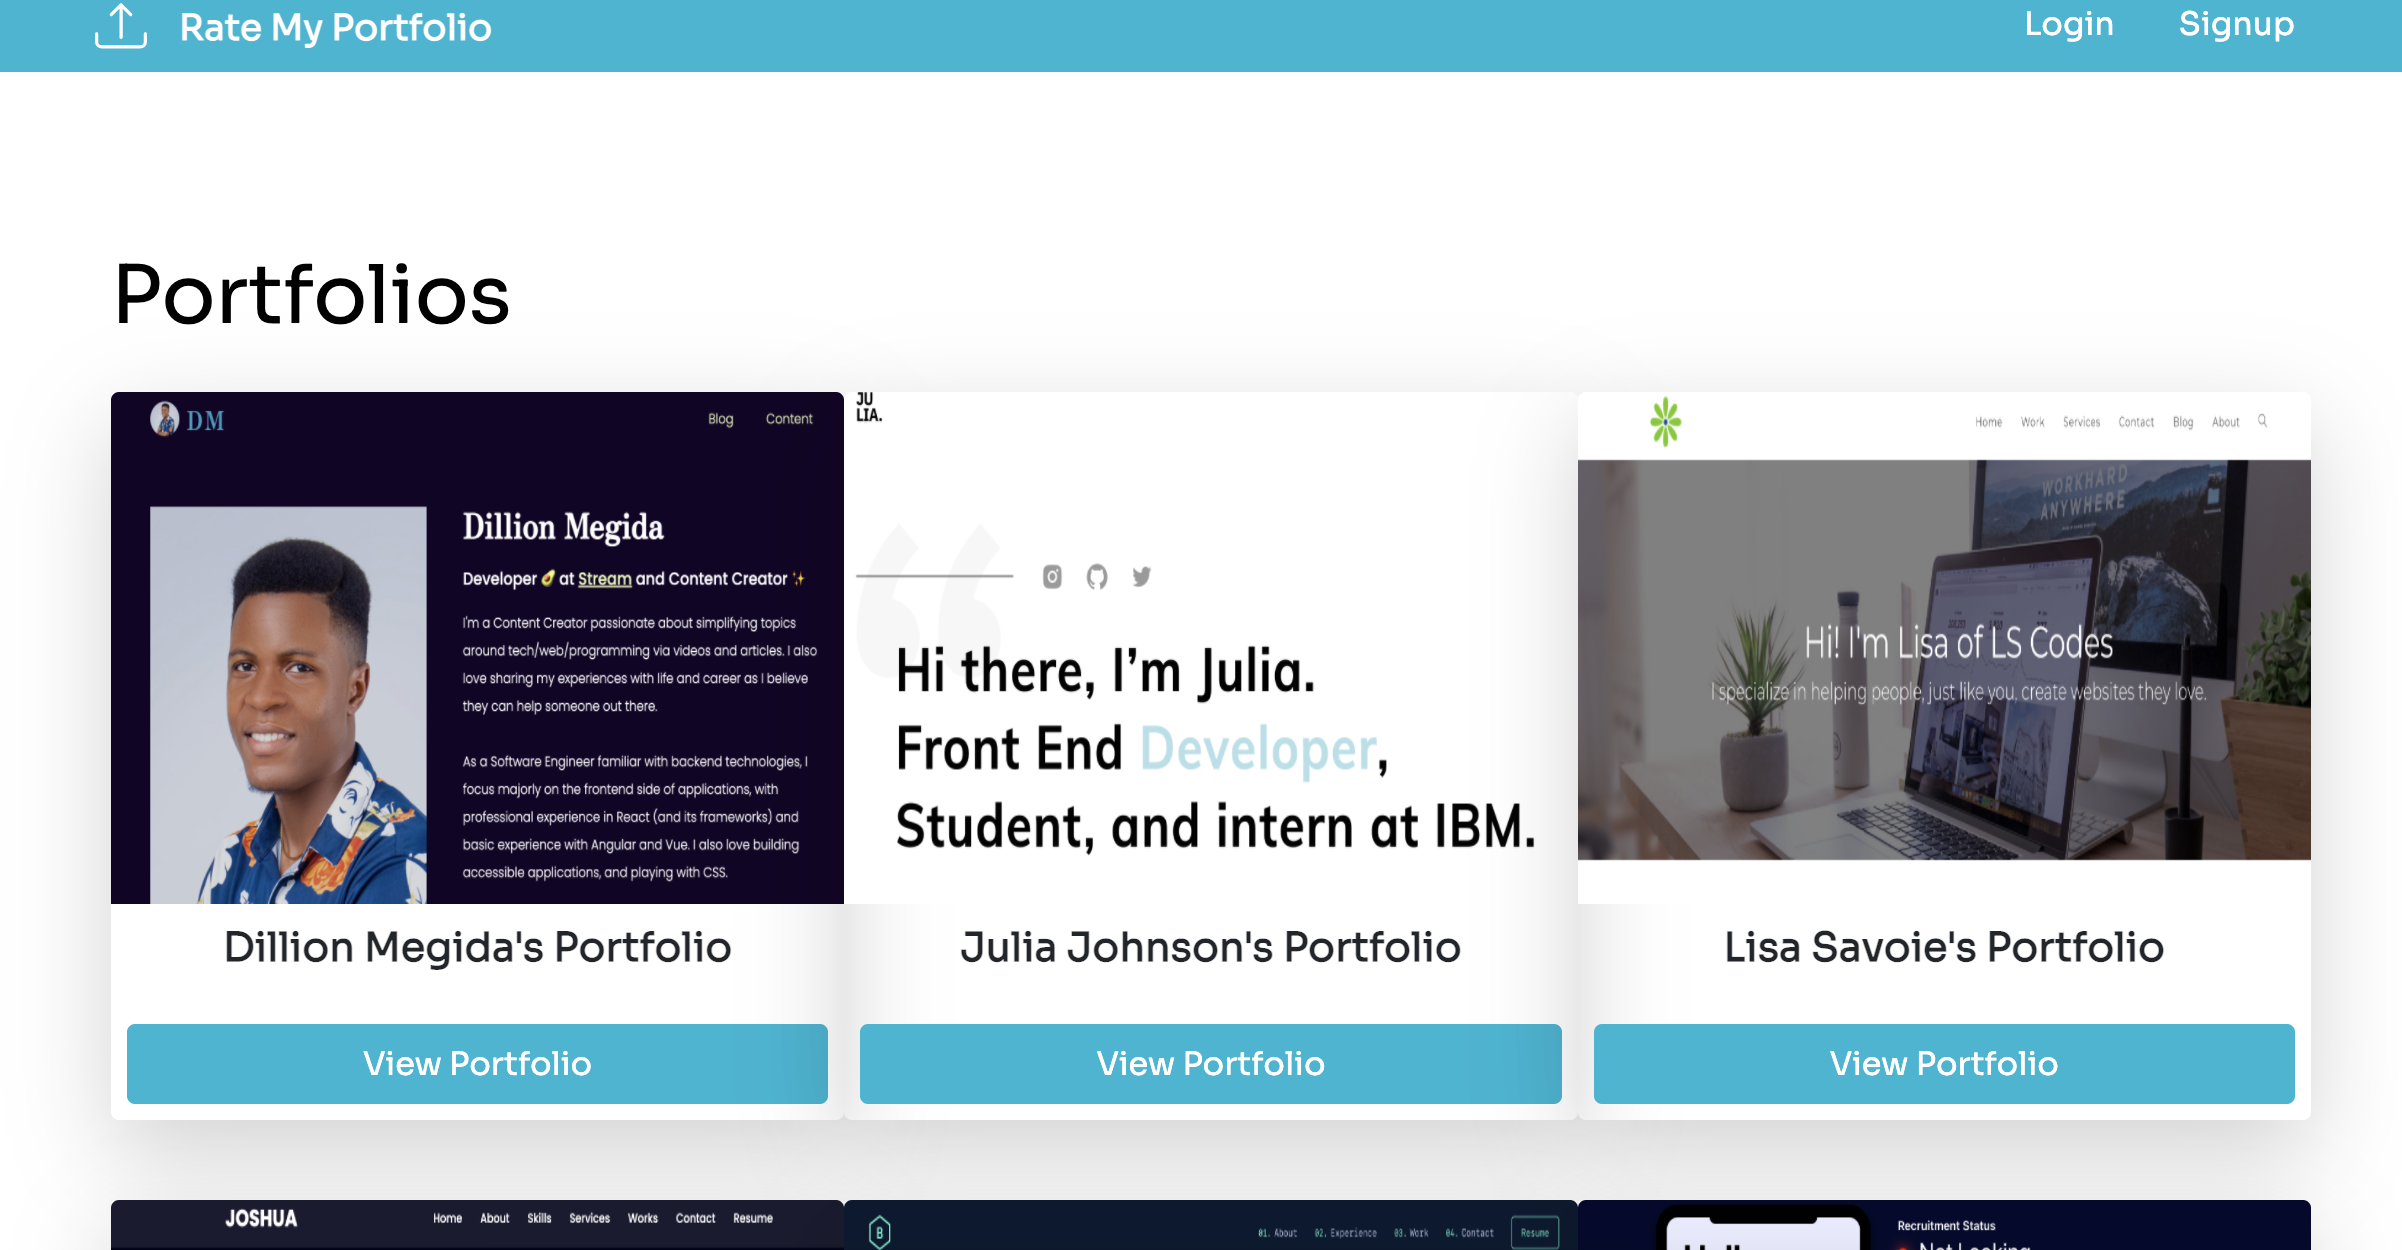 Rate My Portfolio
Login Signup
Portfolios
DM
Blog Content
Dillion Megida
Developer 🥑 at Stream and Content Creator ✨
I'm a Content Creator passionate about simplifying topics
around tech/web/programming via videos and articles. I also
love sharing my experiences with life and career as I believe
they can help someone out there.
As a Software Engineer familiar with backend technologies, I
focus majorly on the frontend side of applications, with
professional experience in React (and its frameworks) and
basic experience with Angular and Vue. I also love building
accessible applications, and playing with CSS.
Dillion Megida's Portfolio
View Portfolio
JU
LIA.
Hi there, I'm Julia.
Front End Developer,
Student, and intern at IBM.
Julia Johnson's Portfolio
View Portfolio
Home Work Services Contact Blog About
WORKHARD
ANYWHERE
Hi! I'm Lisa of LS Codes
I specialize in helping people, just like you, create websites they love.
Lisa Savoie's Portfolio
View Portfolio
JOSHUA
Home About Skills Services Works Contact Resume
B
01. About 02. Experience 03. Work 04. Contact Resume
Recruitment Status
Not Looking